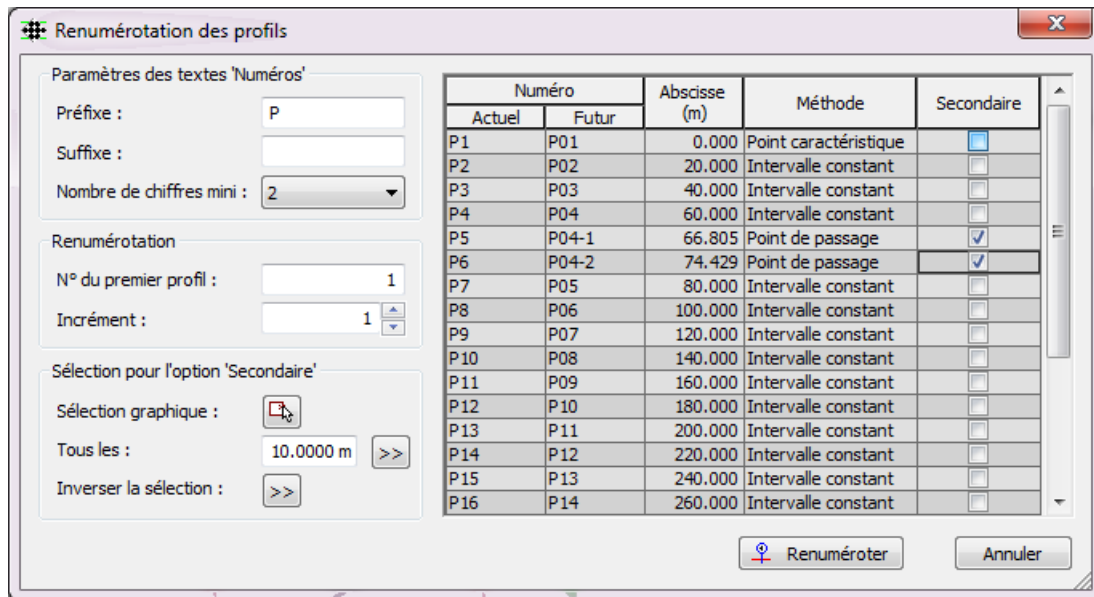 Renumérotation des profils
Paramètres des textes 'Numéros'
Préfixe : P
Suffixe :
Nombre de chiffres mini : 2
Renumérotation
N° du premier profil : 1
Incrément : 1
Sélection pour l'option 'Secondaire'
Sélection graphique :
Tous les : 10.0000 m >>
Inverser la sélection : >>
Numéro Abscisse (m) Méthode Secondaire
Actuel Futur
P1 P01 0.000 Point caractéristique
P2 P02 20.000 Intervalle constant
P3 P03 40.000 Intervalle constant
P4 P04 60.000 Intervalle constant
P5 P04-1 66.805 Point de passage
P6 P04-2 74.429 Point de passage
P7 P05 80.000 Intervalle constant
P8 P06 100.000 Intervalle constant
P9 P07 120.000 Intervalle constant
P10 P08 140.000 Intervalle constant
P11 P09 160.000 Intervalle constant
P12 P10 180.000 Intervalle constant
P13 P11 200.000 Intervalle constant
P14 P12 220.000 Intervalle constant
P15 P13 240.000 Intervalle constant
P16 P14 260.000 Intervalle constant
Renuméroter Annuler